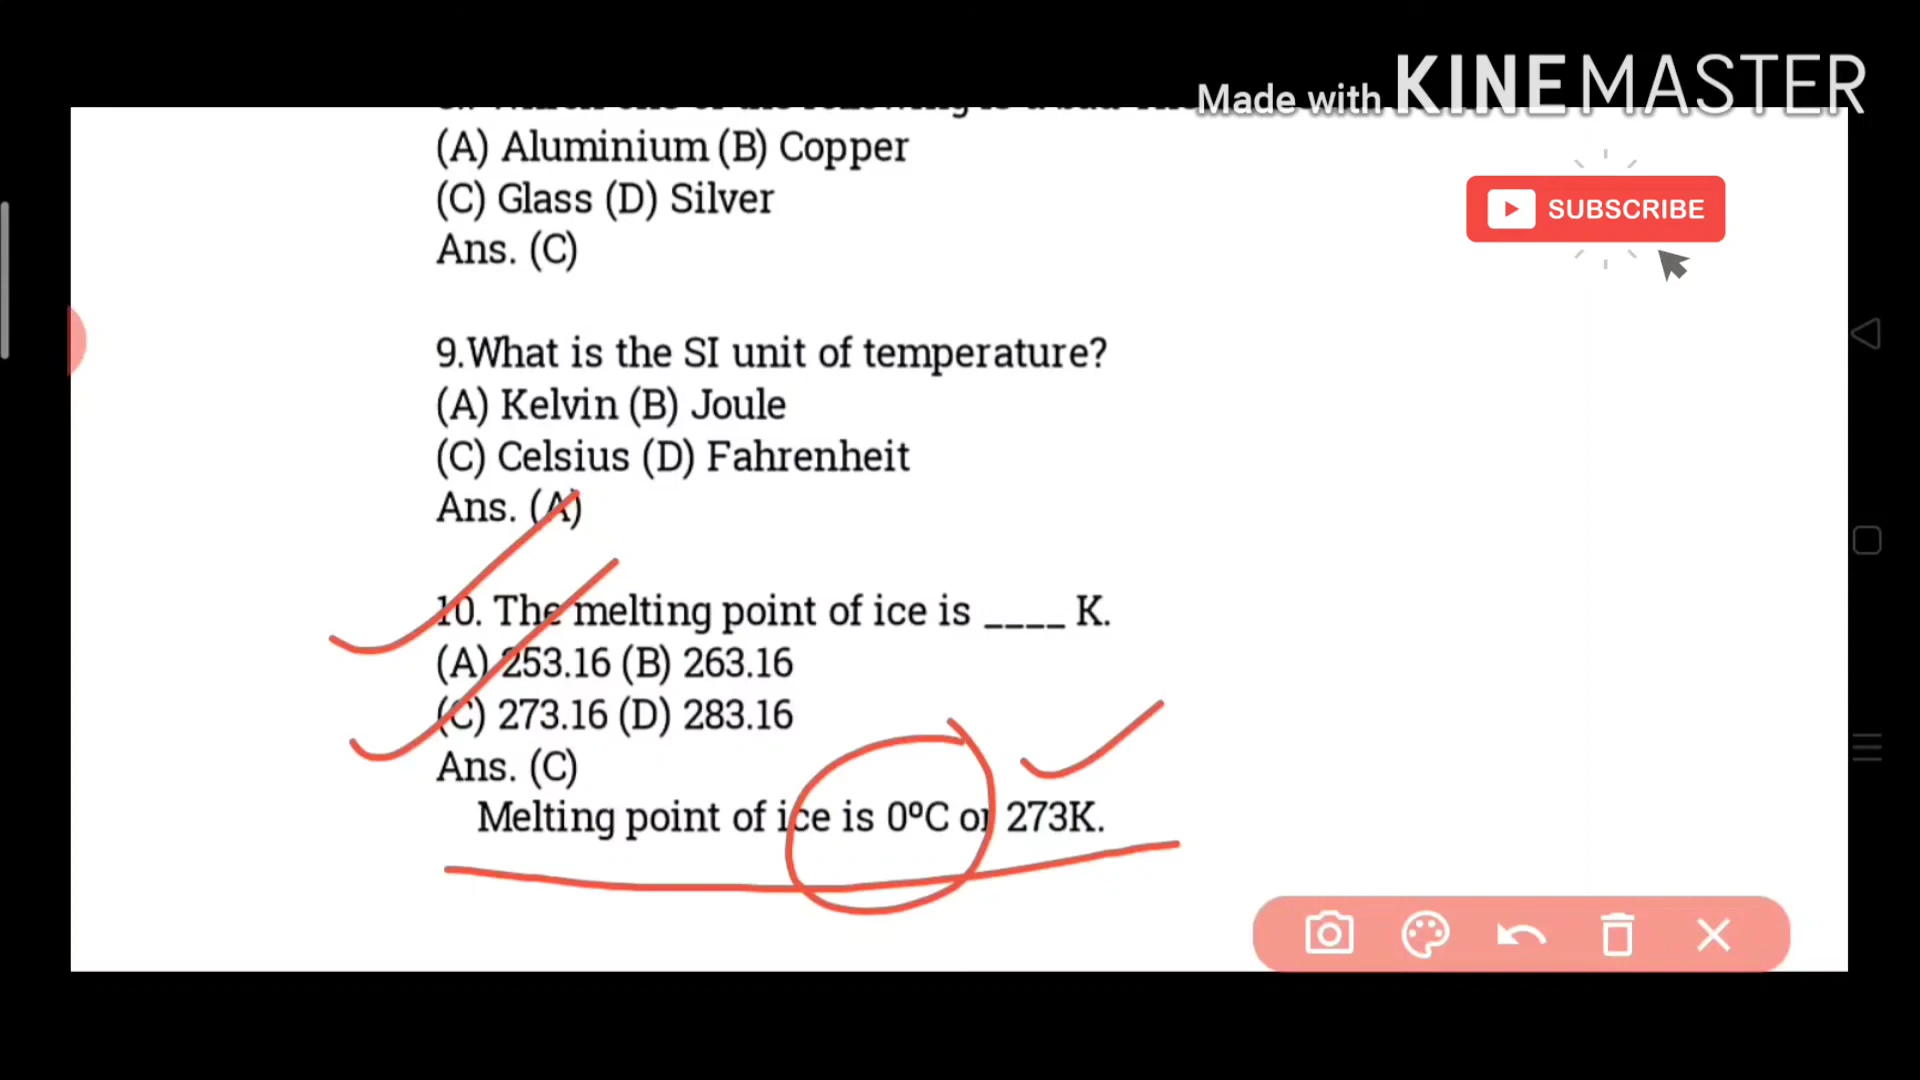 Made with KINEMASTER
(A) Aluminium (B) Copper
(C) Glass (D) Silver
Ans. (C)
SUBSCRIBE
9.What is the SI unit of temperature?
(A) Kelvin (B) Joule
(C) Celsius (D) Fahrenheit
Ans. (A)
10. The melting point of ice is ____ K.
(A) 253.16 (B) 263.16
(C) 273.16 (D) 283.16
Ans. (C)
Melting point of ice is 0ºC or 273K.